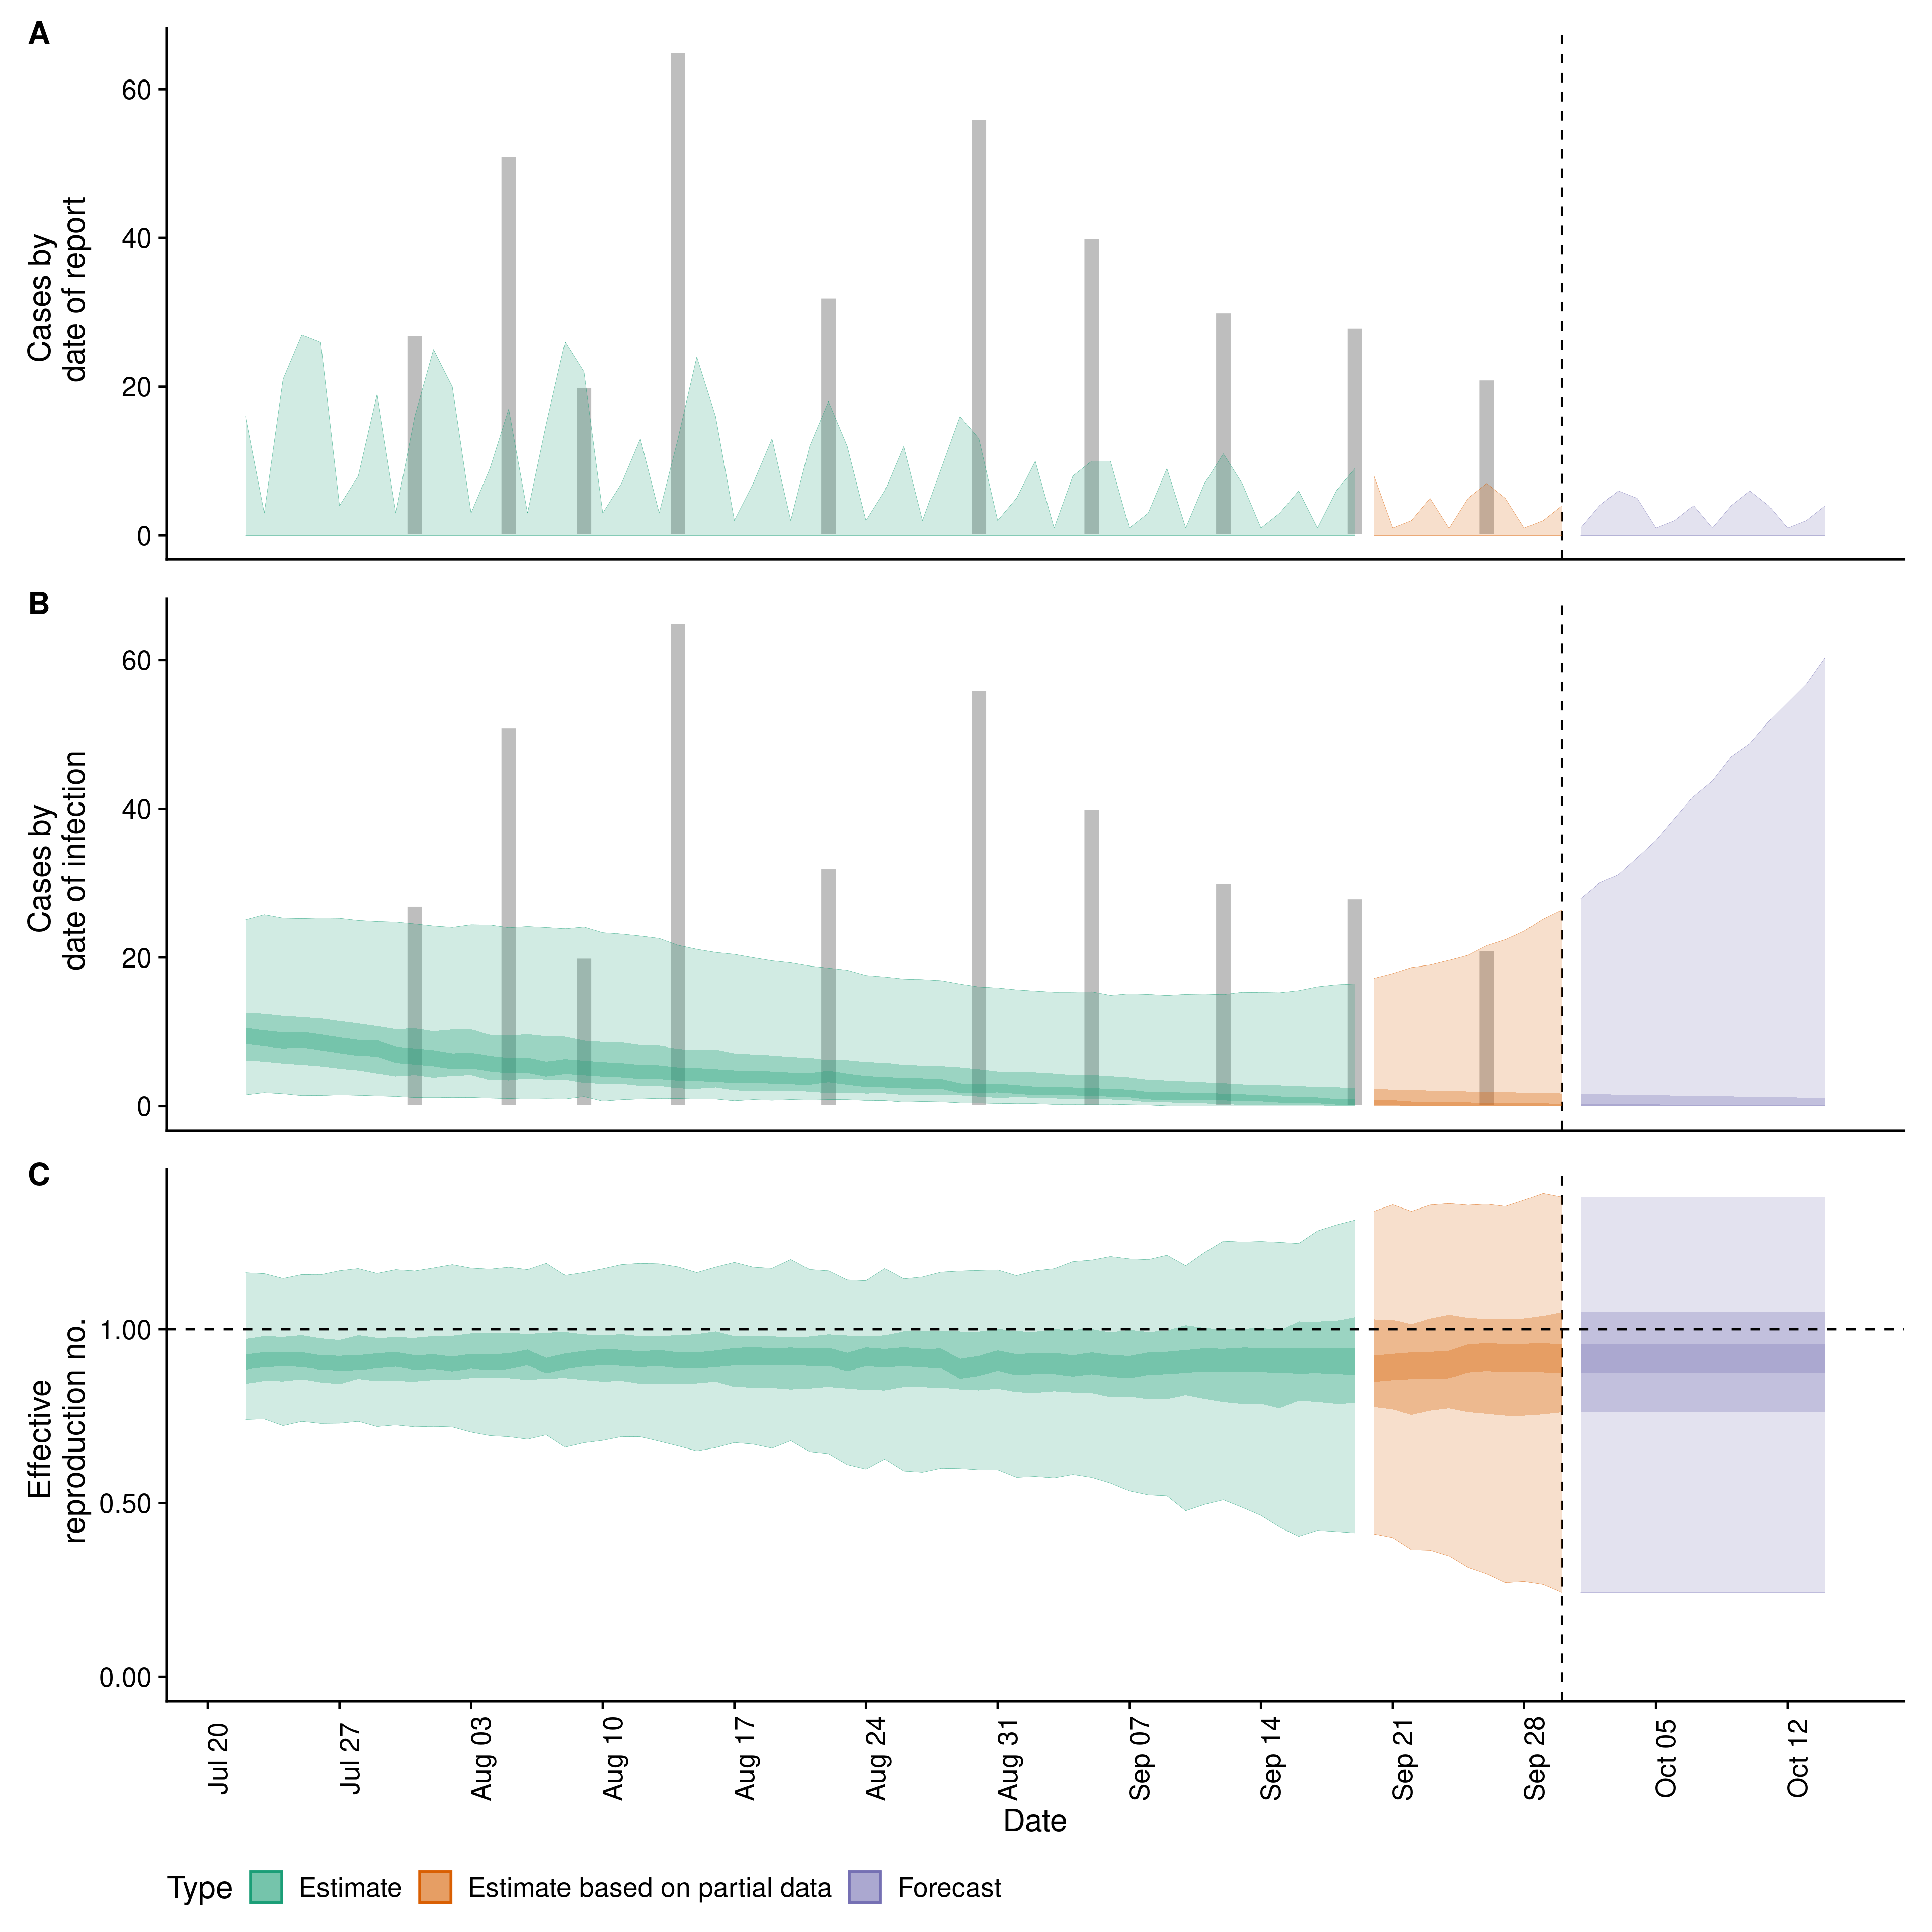 A
Cases by
date of report
60
40
20
0
B
Cases by
date of infection
60
40
20
0
C
Effective
reproduction no.
1.00
0.50
0.00
Jul 20
Jul 27
Aug 03
Aug 10
Aug 17
Aug 24
Aug 31
Sep 07
Sep 14
Sep 21
Sep 28
Oct 05
Oct 12
Date
Type Estimate Estimate based on partial data Forecast